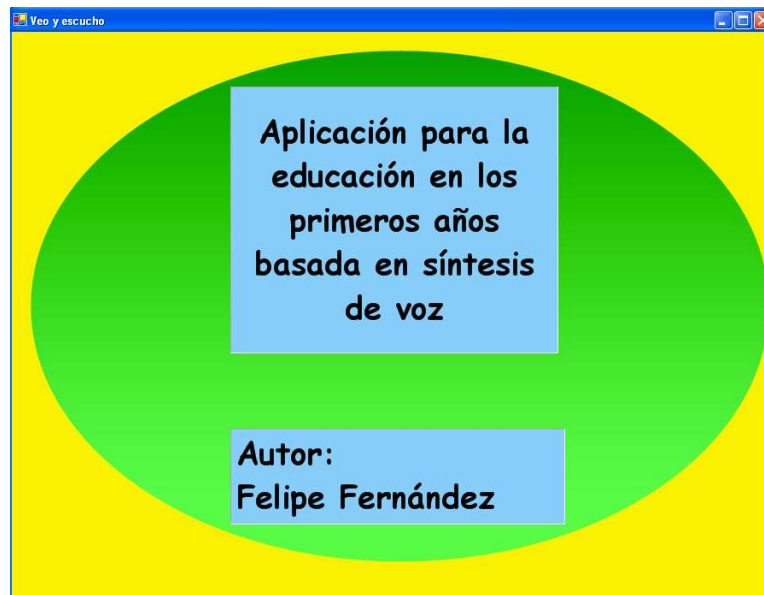 Veo y escucho
Aplicación para la
educación en los
primeros años
basada en síntesis
de voz
Autor:
Felipe Fernández